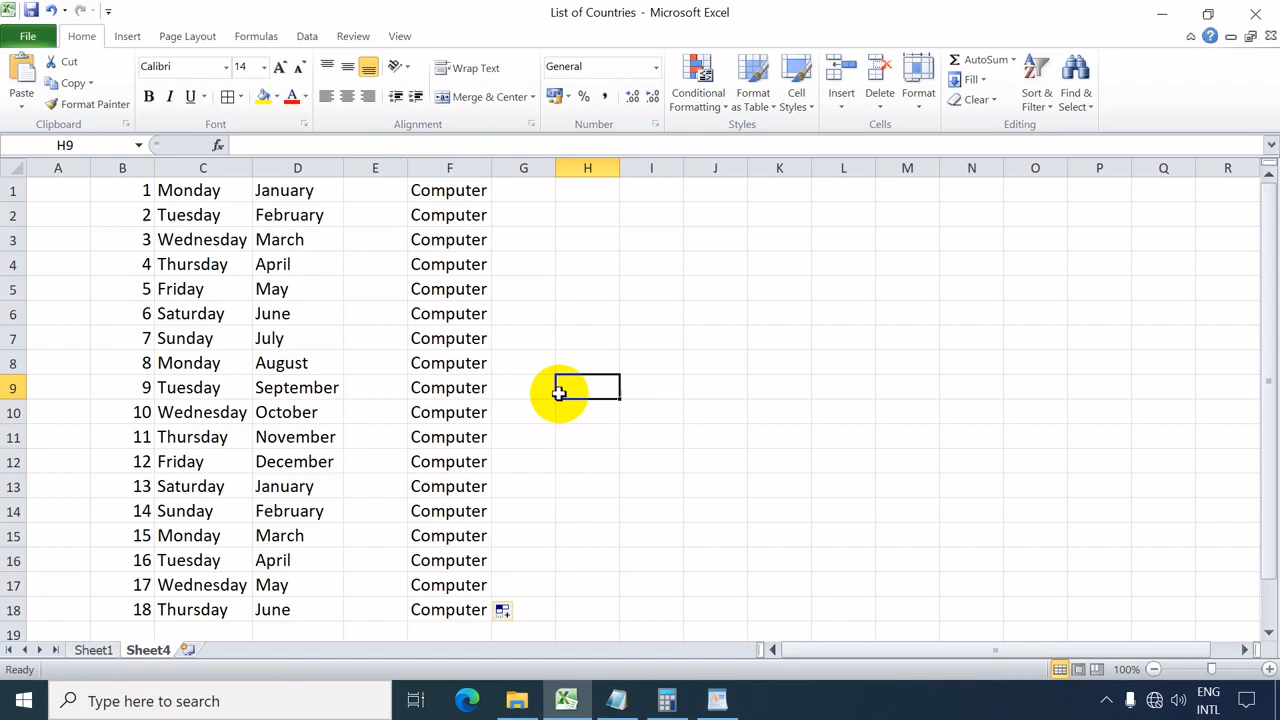 List of Countries - Microsoft Excel
File Home Insert Page Layout Formulas Data Review View
Paste
Cut
Copy
Format Painter
Clipboard
Calibri 14
B I U
Font
Wrap Text
Merge & Center
Alignment
General
Number
Conditional Formatting
Format as Table
Cell Styles
Styles
Insert
Delete
Format
Cells
AutoSum
Fill
Clear
Sort & Filter
Find & Select
Editing
H9 fx
A B C D E F G H I J K L M N O P Q R
1 1 Monday January Computer
2 2 Tuesday February Computer
3 3 Wednesday March Computer
4 4 Thursday April Computer
5 5 Friday May Computer
6 6 Saturday June Computer
7 7 Sunday July Computer
8 8 Monday August Computer
9 9 Tuesday September Computer
10 10 Wednesday October Computer
11 11 Thursday November Computer
12 12 Friday December Computer
13 13 Saturday January Computer
14 14 Sunday February Computer
15 15 Monday March Computer
16 16 Tuesday April Computer
17 17 Wednesday May Computer
18 18 Thursday June Computer
19
Sheet1 Sheet4
Ready 100%
Type here to search
ENG
INTL